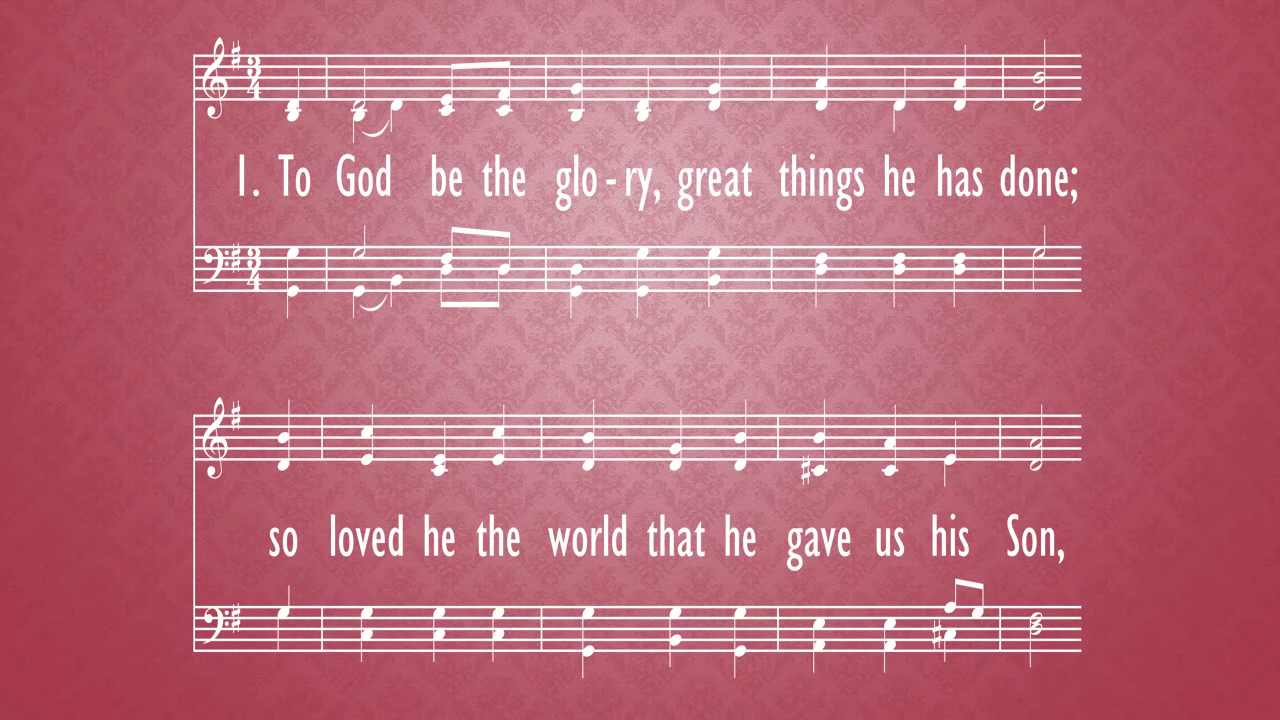 1. To God be the glo - ry, great things he has done;
so loved he the world that he gave us his Son,